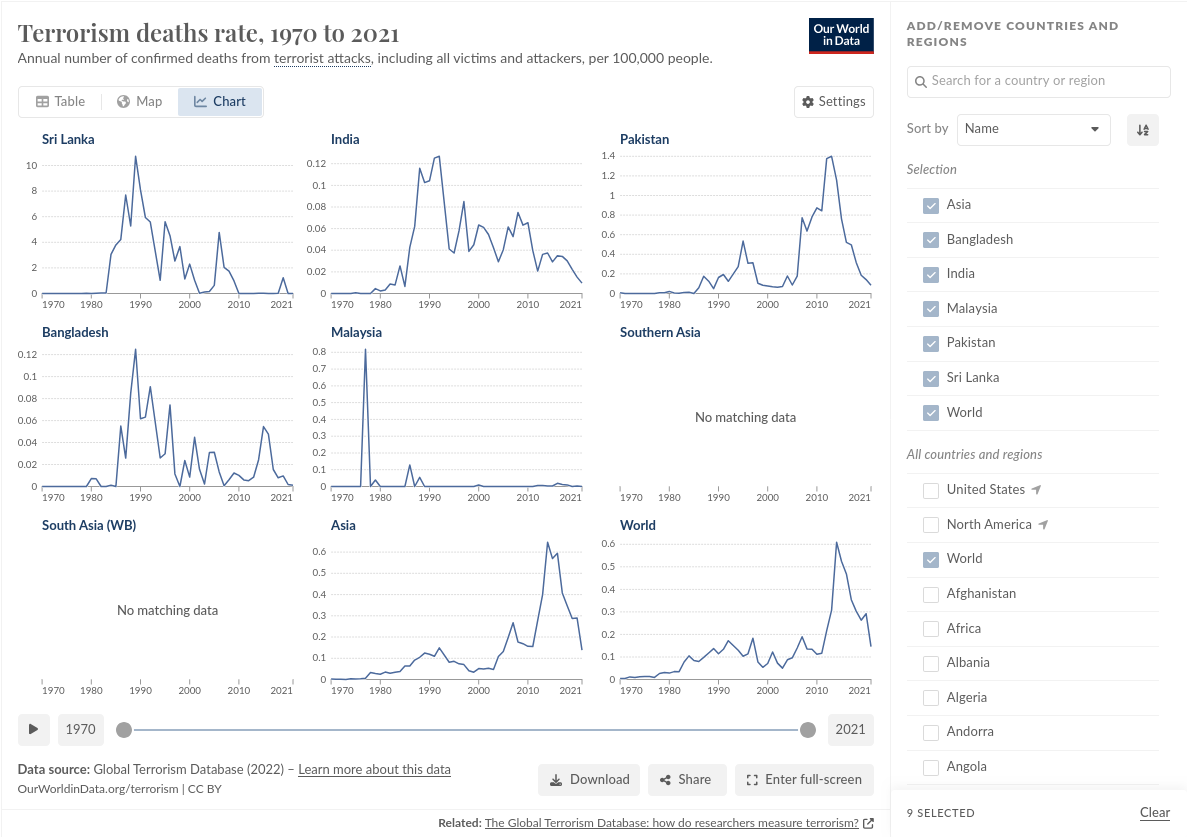 Terrorism deaths rate, 1970 to 2021
Annual number of confirmed deaths from terrorist attacks, including all victims and attackers, per 100,000 people.
Our World
in Data
Table
Map
Chart
Settings
Sri Lanka
10
8
6
4
2
0
1970 1980 1990 2000 2010 2021
India
0.12
0.1
0.08
0.06
0.04
0.02
0
1970 1980 1990 2000 2010 2021
Pakistan
1.4
1.2
1
0.8
0.6
0.4
0.2
0
1970 1980 1990 2000 2010 2021
Bangladesh
0.12
0.1
0.08
0.06
0.04
0.02
0
1970 1980 1990 2000 2010 2021
Malaysia
0.8
0.7
0.6
0.5
0.4
0.3
0.2
0.1
0
1970 1980 1990 2000 2010 2021
Southern Asia
No matching data
1970 1980 1990 2000 2010 2021
South Asia (WB)
No matching data
1970 1980 1990 2000 2010 2021
Asia
0.6
0.5
0.4
0.3
0.2
0.1
0
1970 1980 1990 2000 2010 2021
World
0.6
0.5
0.4
0.3
0.2
0.1
0
1970 1980 1990 2000 2010 2021
1970
2021
Data source: Global Terrorism Database (2022) – Learn more about this data
OurWorldinData.org/terrorism | CC BY
Download
Share
Enter full-screen
Related: The Global Terrorism Database: how do researchers measure terrorism?
ADD/REMOVE COUNTRIES AND
REGIONS
Search for a country or region
Sort by
Name
Selection
Asia
Bangladesh
India
Malaysia
Pakistan
Sri Lanka
World
All countries and regions
United States
North America
World
Afghanistan
Africa
Albania
Algeria
Andorra
Angola
9 SELECTED
Clear